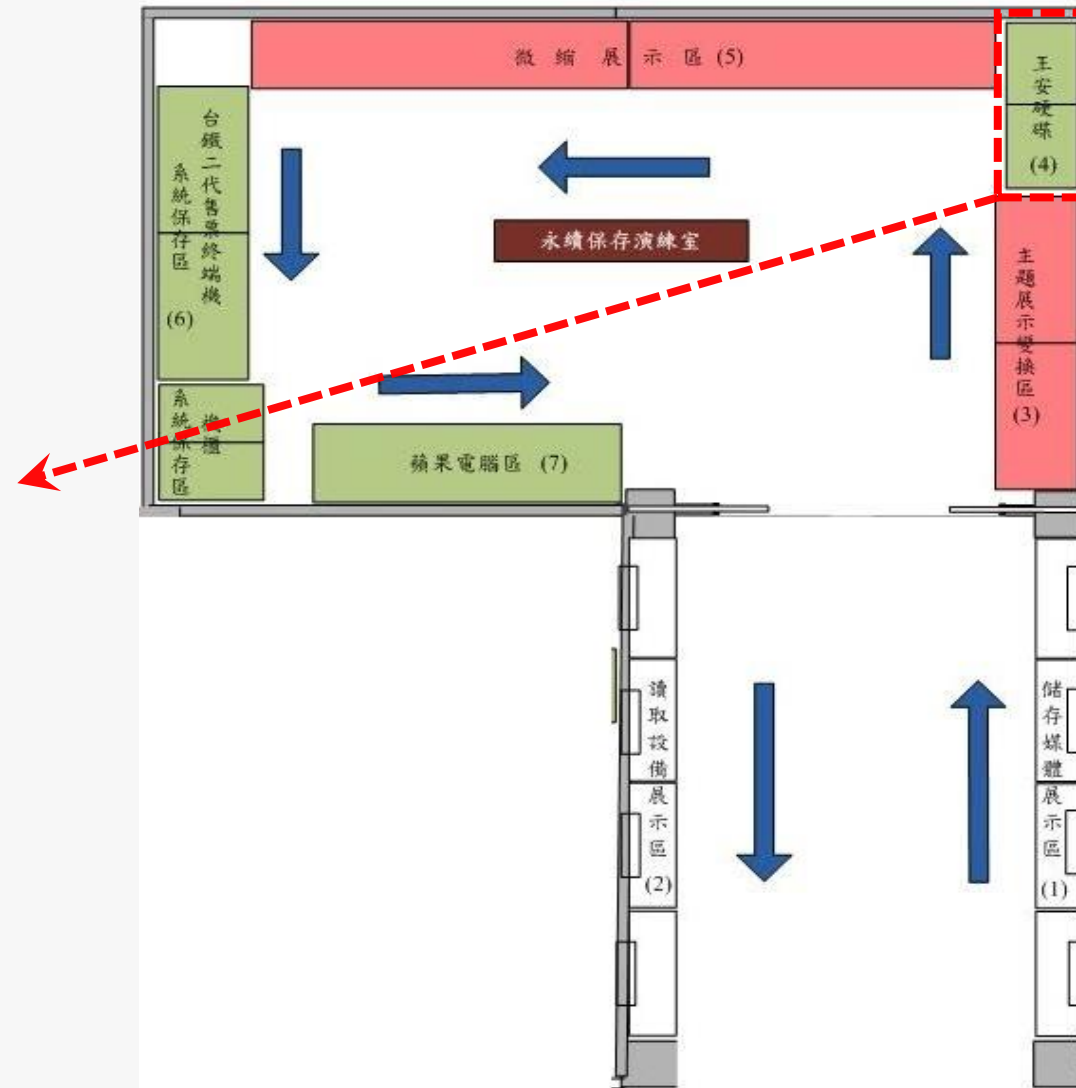 微縮展示區 (5)
王安硬碟
(4)
台鐵二代售票終端機
系統保存區
(6)
永續保存演練室
主題展示變換區
(3)
機櫃
系統保存區
蘋果電腦區 (7)
讀取設備展示區
(2)
儲存媒體展示區
(1)